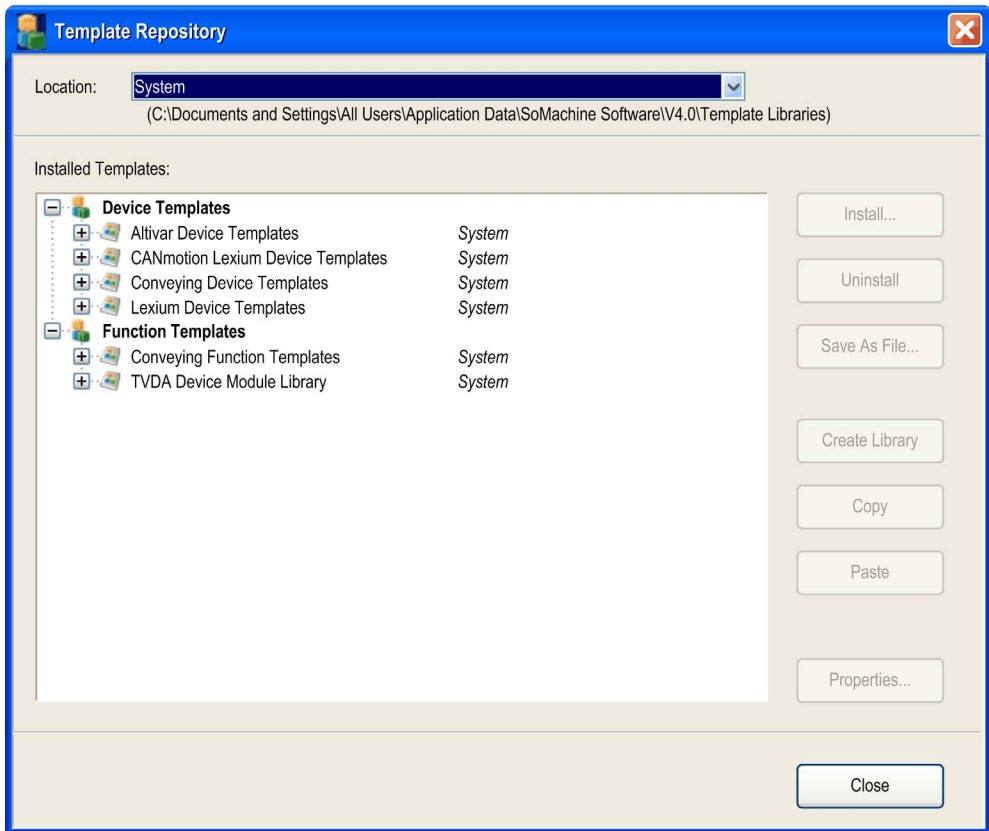 Template Repository
Location: System
(C:\Documents and Settings\All Users\Application Data\SoMachine Software\V4.0\Template Libraries)
Installed Templates:
Device Templates
Altivar Device Templates System
CANmotion Lexium Device Templates System
Conveying Device Templates System
Lexium Device Templates System
Function Templates
Conveying Function Templates System
TVDA Device Module Library System
Install...
Uninstall
Save As File...
Create Library
Copy
Paste
Properties...
Close